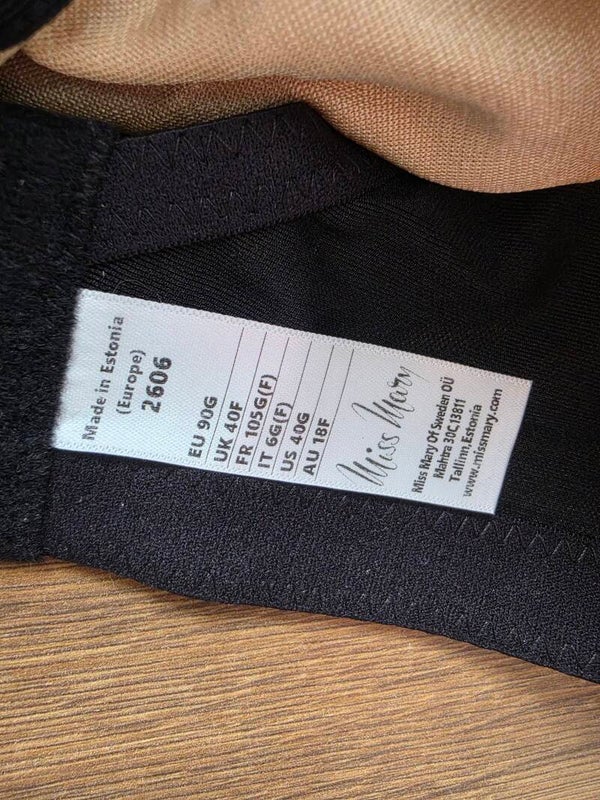 Made in Estonia
(Europe)
2606
EU 90G
UK 40F
FR 105G(F)
IT 6G(F)
US 40G
AU 18F
Miss Mary
Miss Mary Of Sweden OÜ
Mahtra 30C,13811
Tallinn,Estonia
www.missmary.com